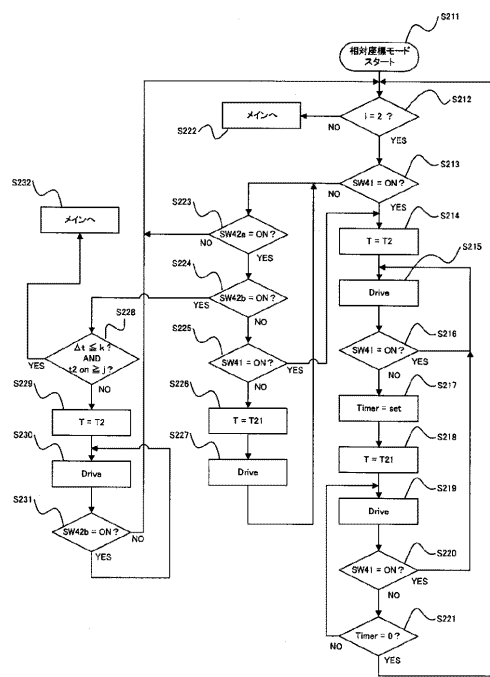 S211
相対座標モード
スタート
S212
i = 2 ?
NO
YES
メインへ
S222
S213
SW41 = ON ?
NO
YES
S232
メインへ
S223
SW42a = ON ?
NO
YES
S214
T = T2
S224
SW42b = ON ?
YES
NO
S215
Drive
S228
Δt ≦ k ?
AND
t2 on ≧ j ?
YES
NO
S225
SW41 = ON ?
YES
NO
S216
SW41 = ON ?
YES
NO
S229
T = T2
S226
T = T21
S217
Timer = set
S230
Drive
S227
Drive
S218
T = T21
S219
Drive
S231
SW42b = ON ?
NO
YES
S220
SW41 = ON ?
YES
NO
S221
Timer = 0 ?
NO
YES